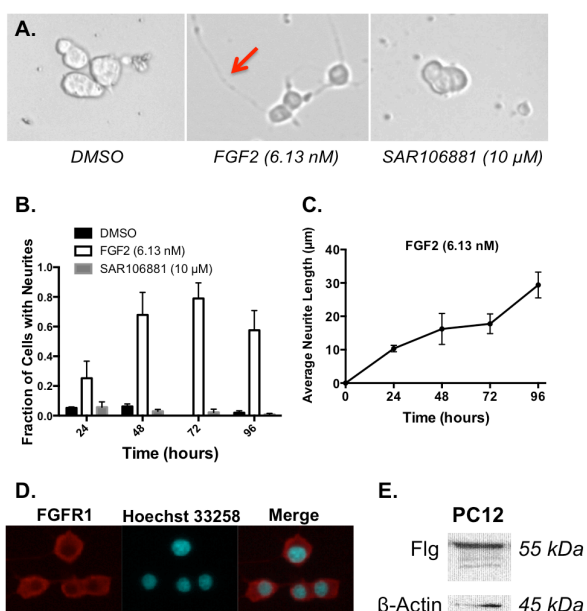 A.
DMSO
FGF2 (6.13 nM)
SAR106881 (10 µM)
B.
DMSO
FGF2 (6.13 nM)
SAR106881 (10 µM)
Fraction of Cells with Neurites
1.0
0.8
0.6
0.4
0.2
0.0
24
48
72
96
Time (hours)
C.
FGF2 (6.13 nM)
Average Neurite Length (µm)
40
30
20
10
0
0
24
48
72
96
Time (hours)
D.
FGFR1
Hoechst 33258
Merge
E.
PC12
Flg
55 kDa
ß-Actin
45 kDa